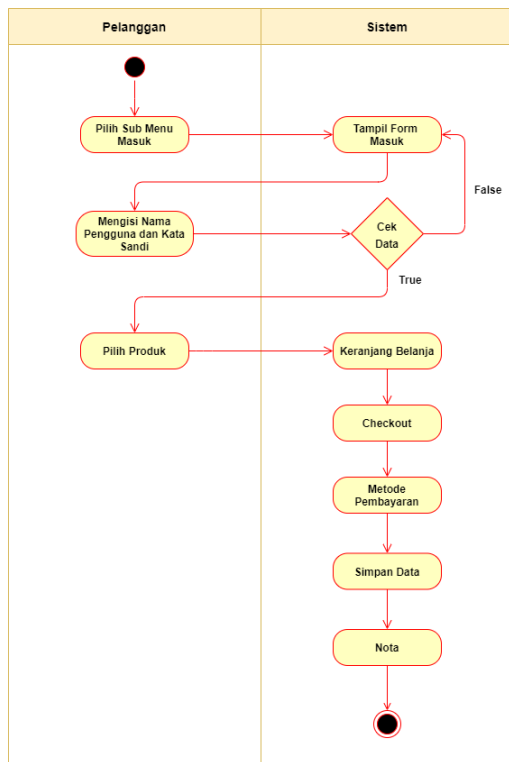 Pelanggan
Sistem
Pilih Sub Menu
Masuk
Tampil Form
Masuk
False
Mengisi Nama
Pengguna dan Kata
Sandi
Cek
Data
True
Pilih Produk
Keranjang Belanja
Checkout
Metode
Pembayaran
Simpan Data
Nota